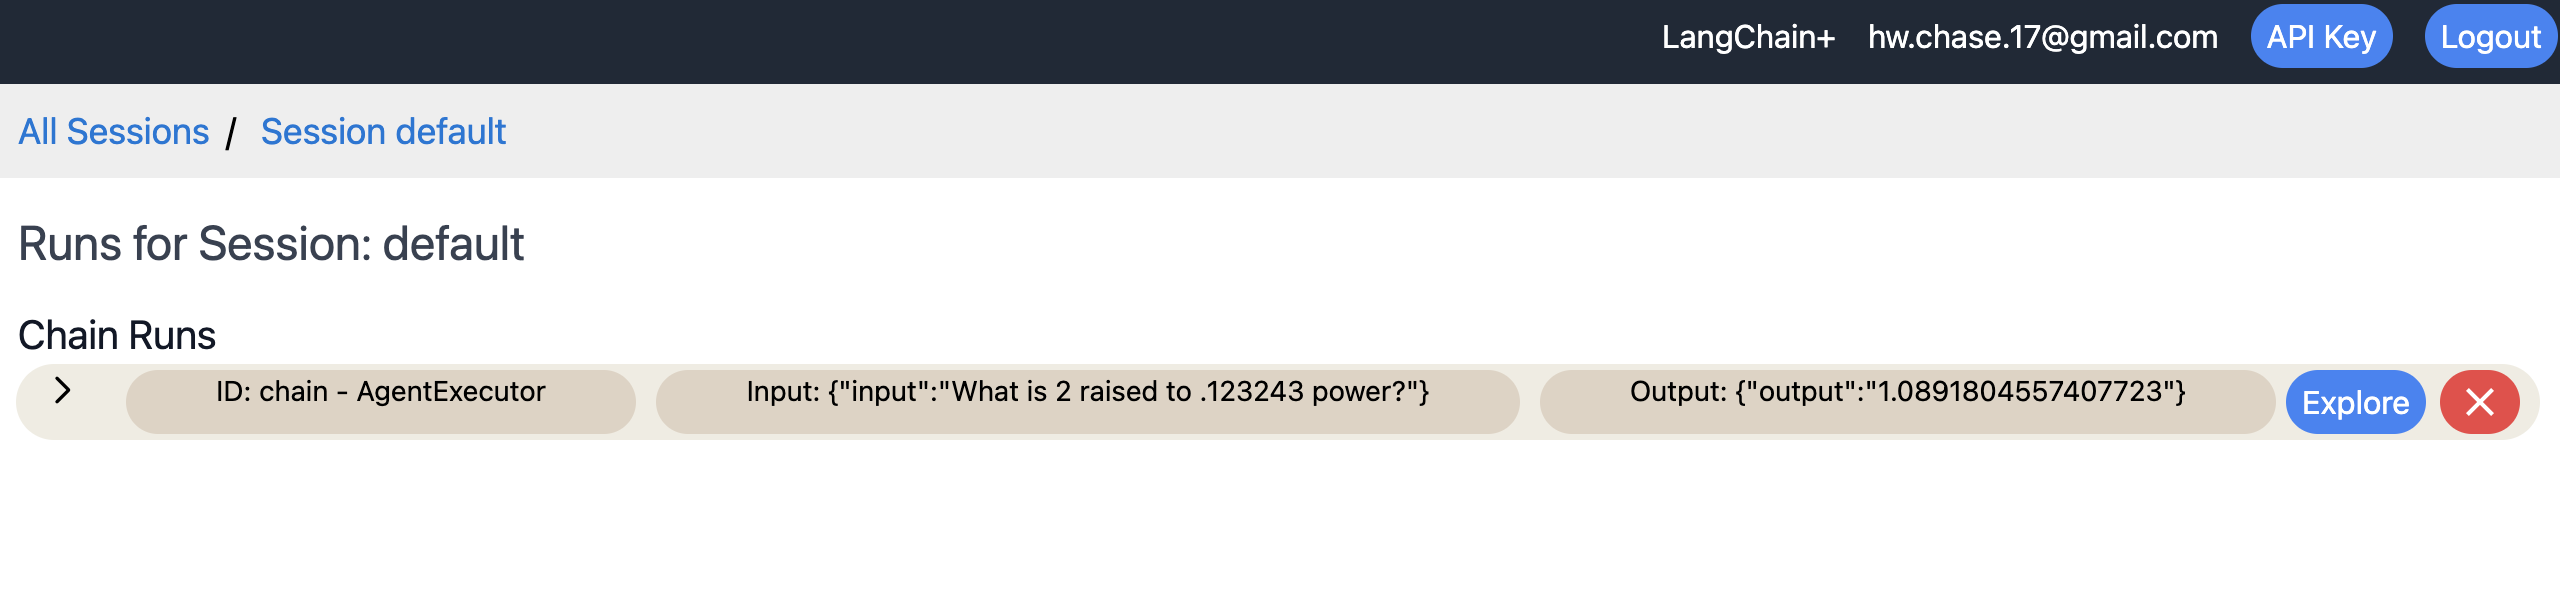 LangChain+ hw.chase.17@gmail.com API Key Logout
All Sessions / Session default
Runs for Session: default
Chain Runs
ID: chain - AgentExecutor Input: {"input":"What is 2 raised to .123243 power?"} Output: {"output":"1.0891804557407723"} Explore